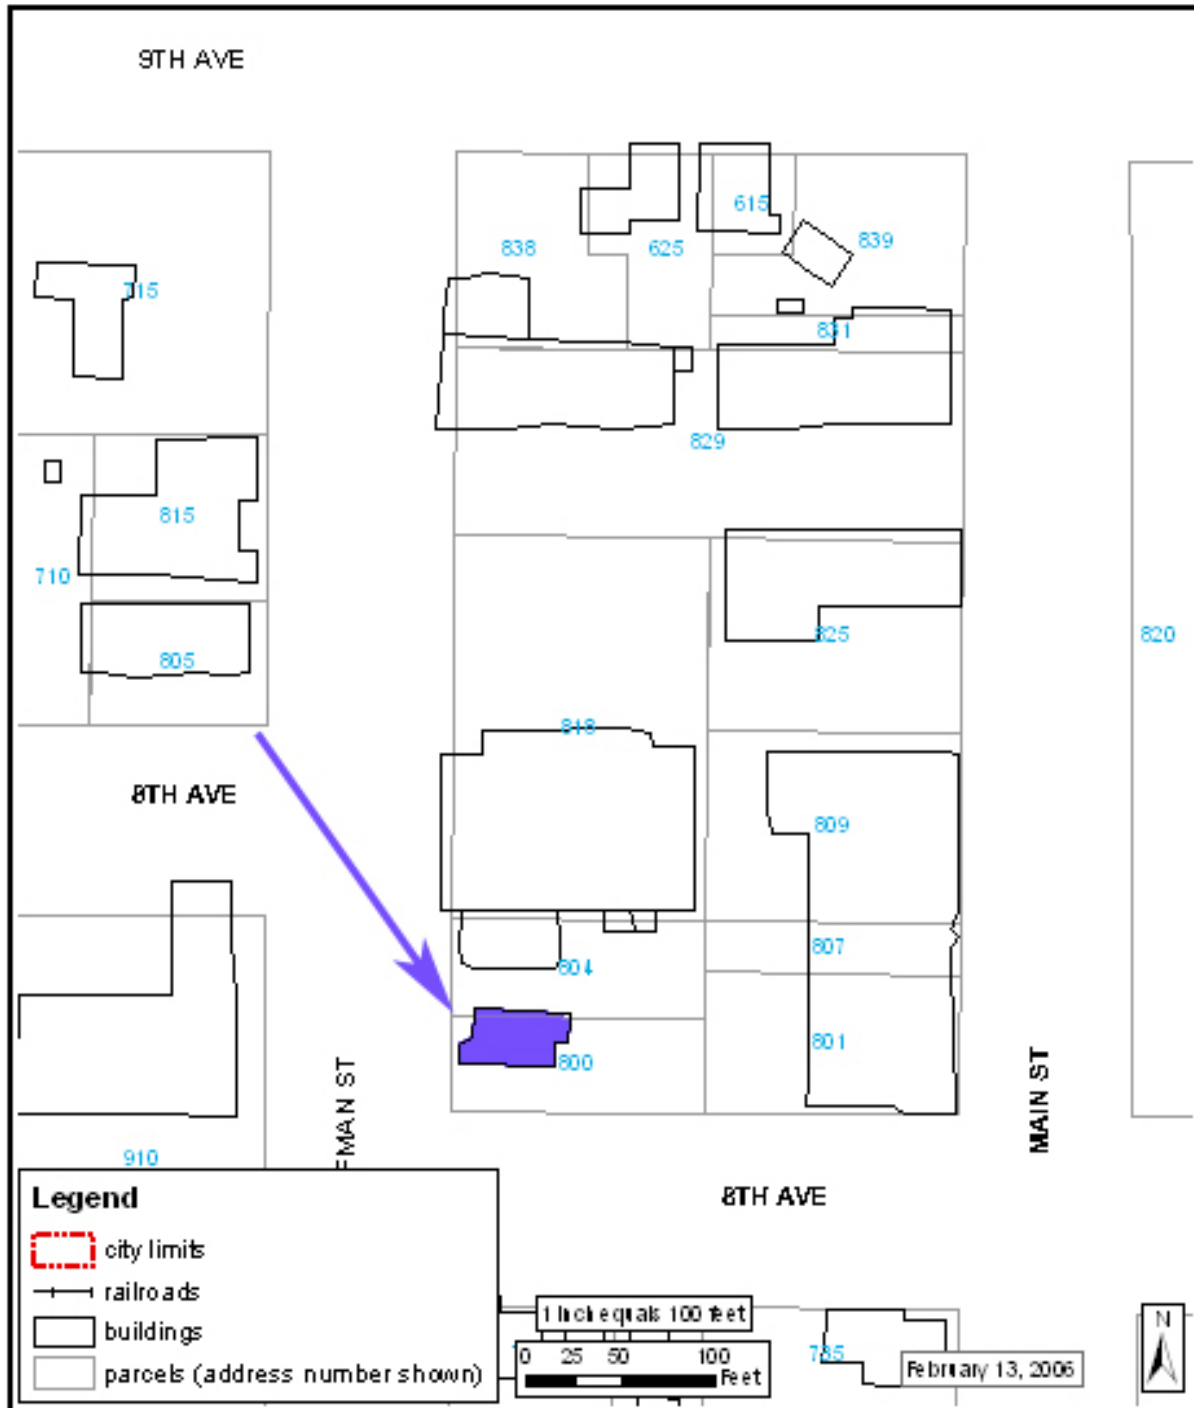 9TH AVE
615
838
625
839
715
831
829
815
710
825
820
805
818
8TH AVE
809
807
804
801
800
FMAN ST
MAIN ST
910
8TH AVE
Legend
city limits
railroads
buildings
parcels (address number shown)
1 Inch equals 100 feet
0 25 50 100
Feet
735
February 13, 2006
N